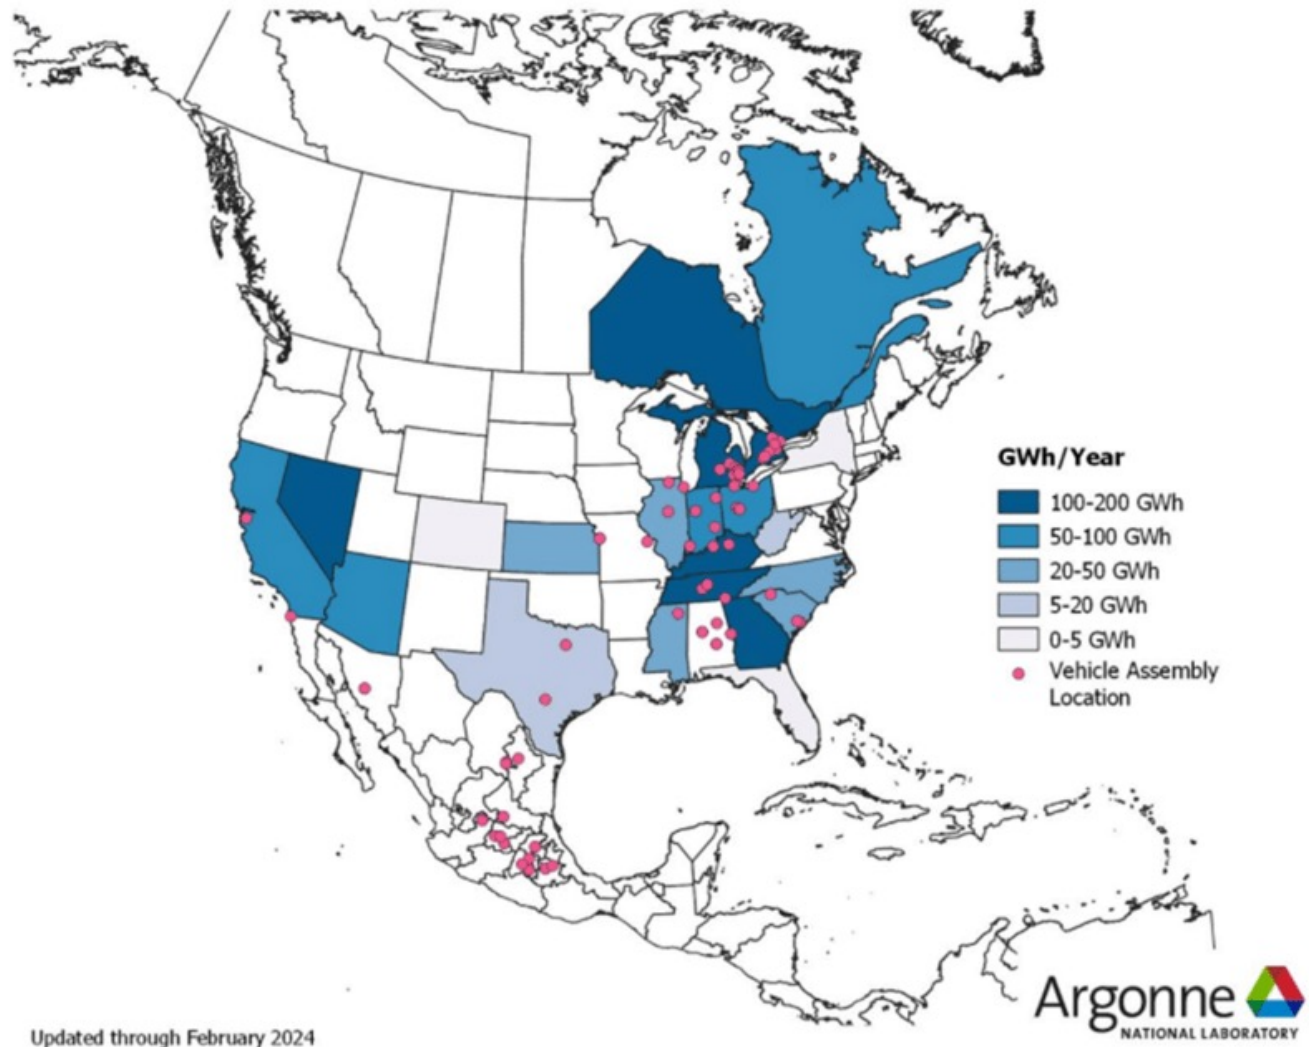 GWh/Year
100-200 GWh
50-100 GWh
20-50 GWh
5-20 GWh
0-5 GWh
Vehicle Assembly
Location
Argonne
NATIONAL LABORATORY
Updated through February 2024